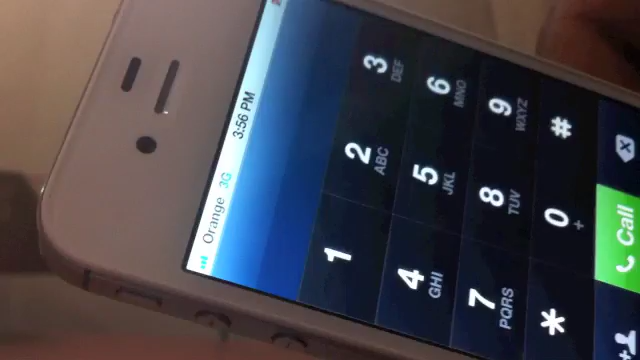 Orange 3G 3:56 PM
1 2 ABC 3 DEF
4 GHI 5 JKL 6 MNO
7 PQRS 8 TUV 9 WXYZ
* 0 + #
Call